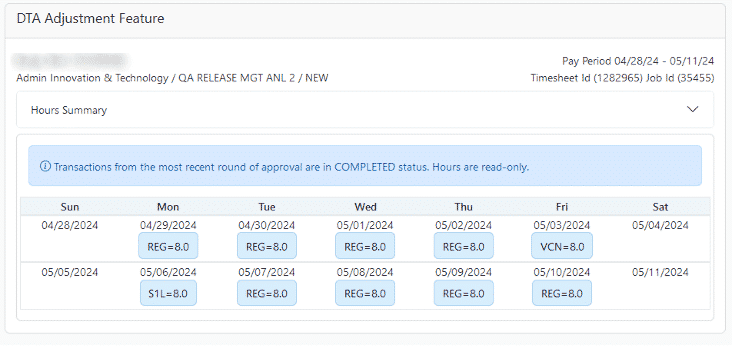 DTA Adjustment Feature
Pay Period 04/28/24 - 05/11/24
Admin Innovation & Technology / QA RELEASE MGT ANL 2 / NEW
Timesheet Id (1282965) Job Id (35455)
Hours Summary
Transactions from the most recent round of approval are in COMPLETED status. Hours are read-only.
Sun Mon Tue Wed Thu Fri Sat
04/28/2024 04/29/2024 04/30/2024 05/01/2024 05/02/2024 05/03/2024 05/04/2024
REG=8.0 REG=8.0 REG=8.0 REG=8.0 VCN=8.0
05/05/2024 05/06/2024 05/07/2024 05/08/2024 05/09/2024 05/10/2024 05/11/2024
S1L=8.0 REG=8.0 REG=8.0 REG=8.0 REG=8.0